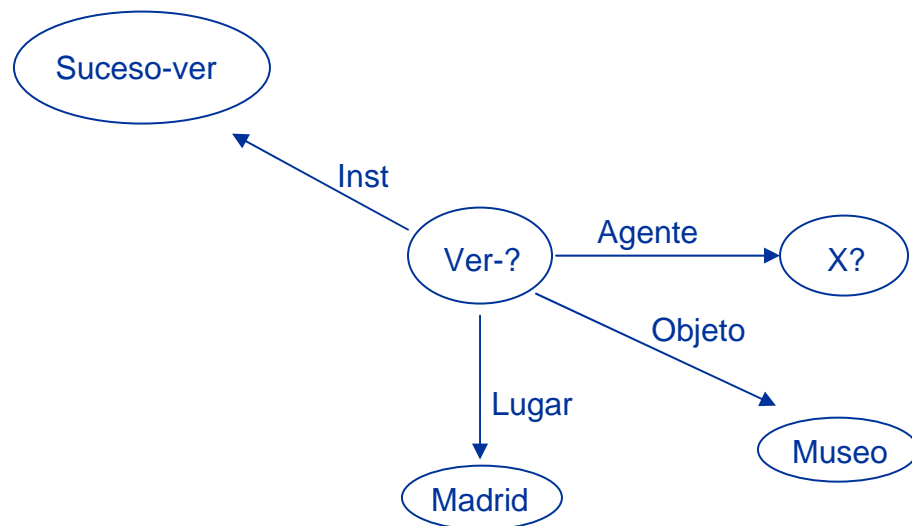 Suceso-ver
Inst
Agente
Ver-?
X?
Objeto
Lugar
Museo
Madrid